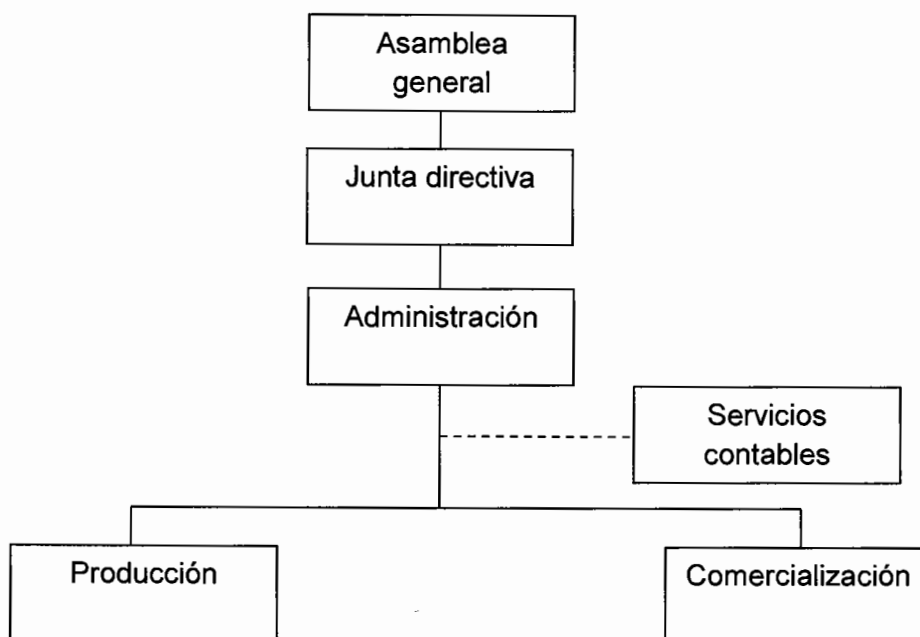 Asamblea
general
Junta directiva
Administración
Servicios
contables
Producción
Comercialización